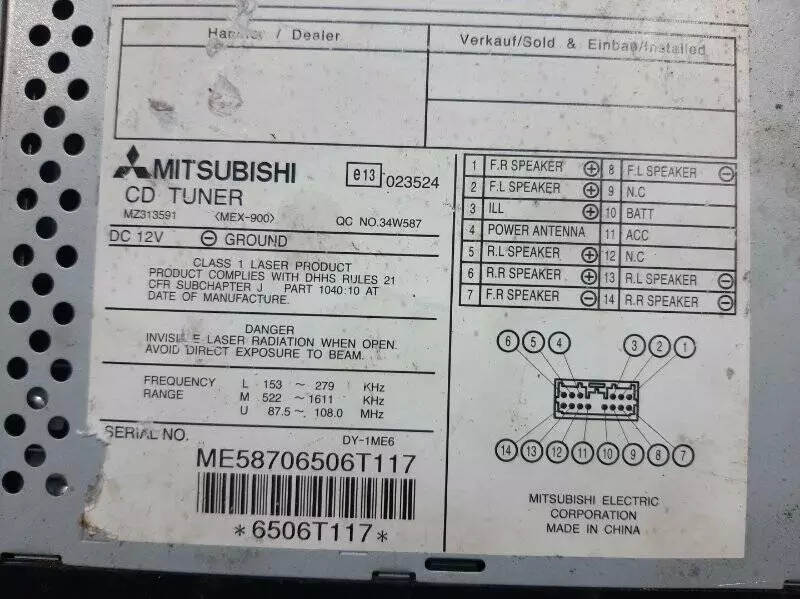 Händler / Dealer
Verkauf/Sold & Einbau/Installed
MITSUBISHI
e13 023524
CD TUNER
MZ313591 <MEX-900> QC NO.34W587
DC 12V ⊖ GROUND
CLASS 1 LASER PRODUCT
PRODUCT COMPLIES WITH DHHS RULES 21
CFR SUBCHAPTER J PART 1040:10 AT
DATE OF MANUFACTURE.
DANGER
INVISIBLE LASER RADIATION WHEN OPEN.
AVOID DIRECT EXPOSURE TO BEAM.
FREQUENCY RANGE
L 153 ~ 279 KHz
M 522 ~ 1611 KHz
U 87.5 ~ 108.0 MHz
SERIAL NO. DY-1ME6
ME58706506T117
*6506T117*
1 F.R SPEAKER ⊕ 8 F.L SPEAKER ⊖
2 F.L SPEAKER ⊕ 9 N.C
3 ILL ⊕ 10 BATT
4 POWER ANTENNA 11 ACC
5 R.L SPEAKER ⊕ 12 N.C
6 R.R SPEAKER ⊕ 13 R.L SPEAKER ⊖
7 F.R SPEAKER ⊖ 14 R.R SPEAKER ⊖
6 5 4 3 2 1
14 13 12 11 10 9 8 7
MITSUBISHI ELECTRIC
CORPORATION
MADE IN CHINA